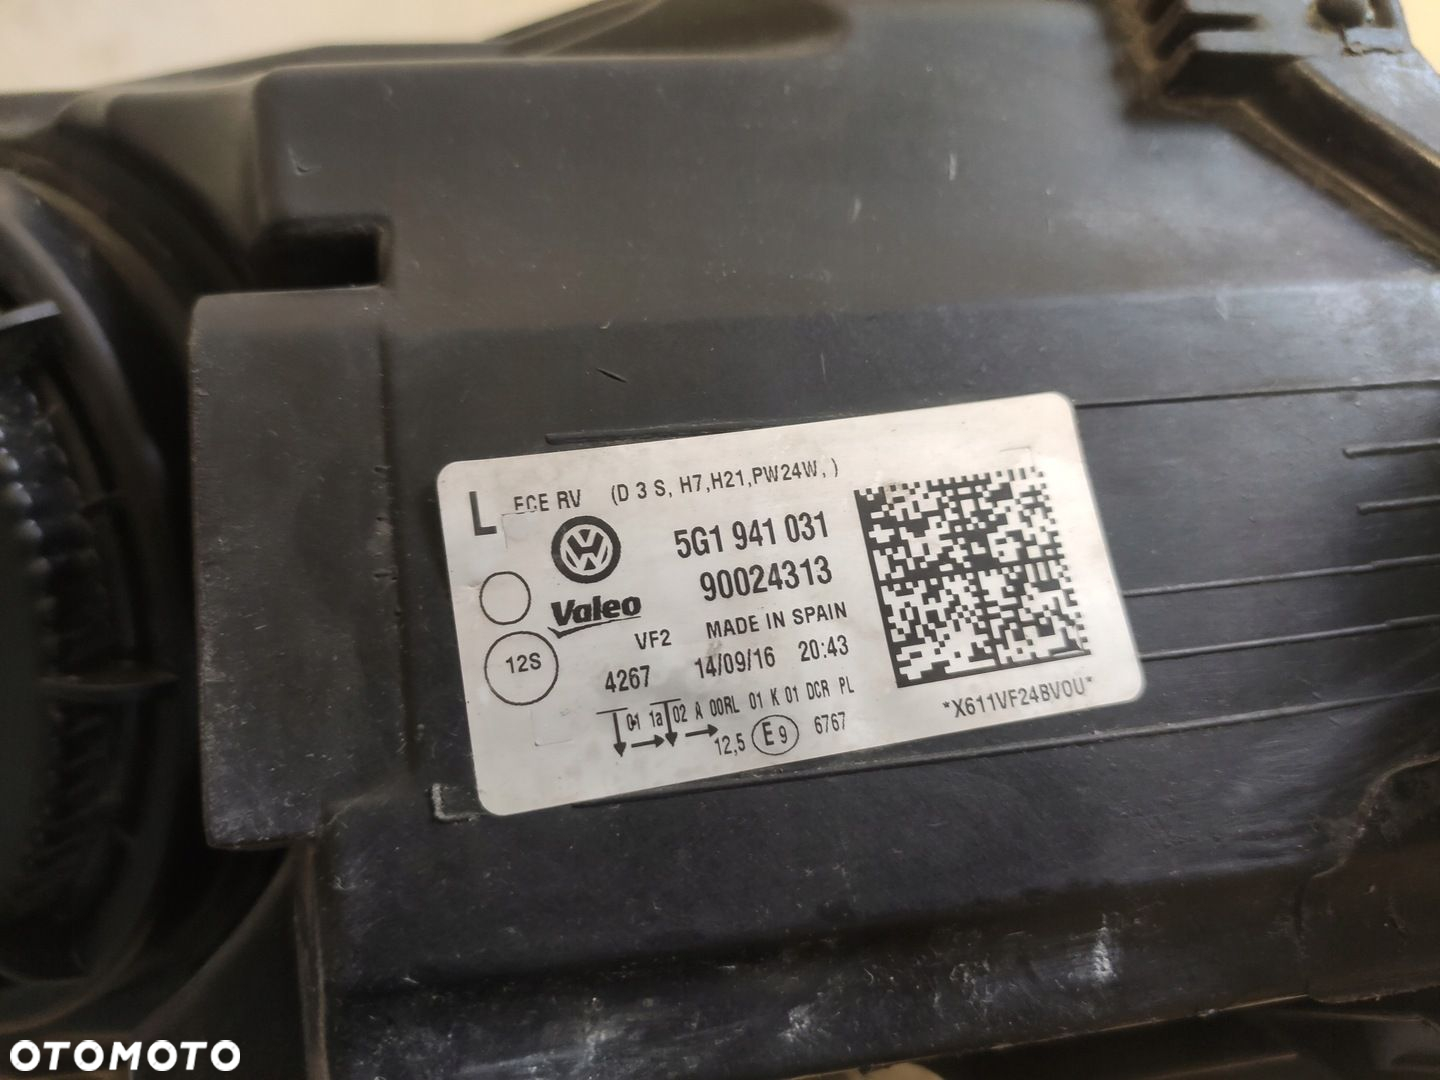 L ECE RV (D 3 S, H7,H21,PW24W, )
5G1 941 031
90024313
Valeo
MADE IN SPAIN
VF2
12S
4267 14/09/16 20:43
01 1a 02 A 00RL 01 K 01 DCR PL
12,5 E9 6767
*X611VF24BVOU*
OTOMOTO